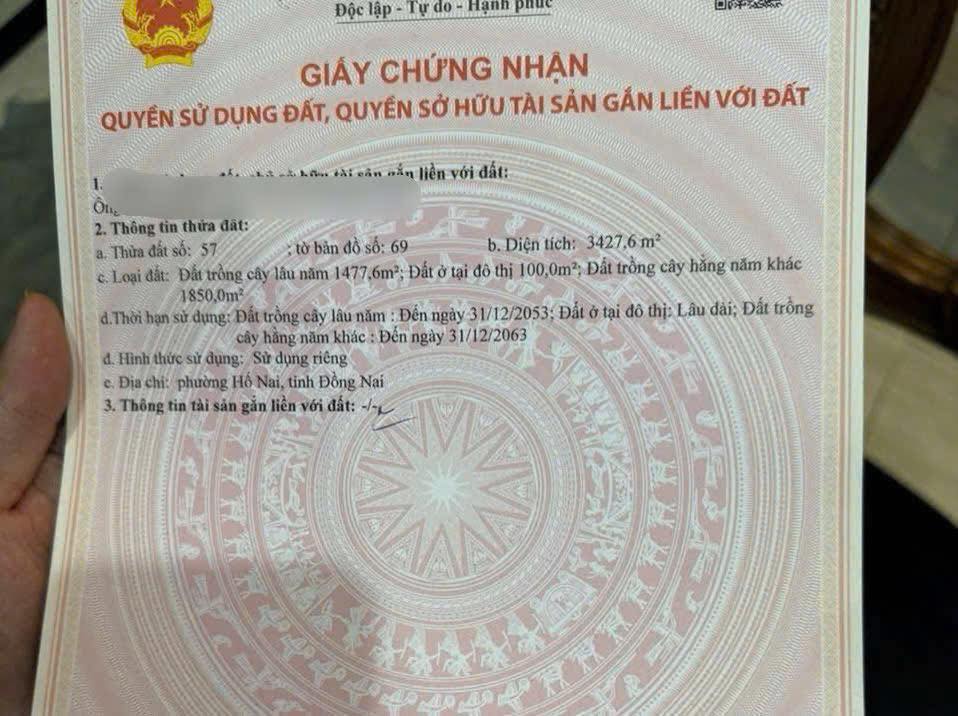 Độc lập - Tự do - Hạnh phúc
GIẤY CHỨNG NHẬN
QUYỀN SỬ DỤNG ĐẤT, QUYỀN SỞ HỮU TÀI SẢN GẮN LIỀN VỚI ĐẤT
1. sở hữu tài sản gắn liền với đất:
2. Thông tin thửa đất:
a. Thửa đất số: 57 ; tờ bản đồ số: 69 b. Diện tích: 3427,6 m²
c. Loại đất: Đất trồng cây lâu năm 1477,6m²; Đất ở tại đô thị 100,0m²; Đất trồng cây hằng năm khác
1850,0m²
d.Thời hạn sử dụng: Đất trồng cây lâu năm : Đến ngày 31/12/2053; Đất ở tại đô thị: Lâu dài; Đất trồng
cây hằng năm khác : Đến ngày 31/12/2063
đ. Hình thức sử dụng: Sử dụng riêng
e. Địa chỉ: phường Hố Nai, tỉnh Đồng Nai
3. Thông tin tài sản gắn liền với đất: -/-